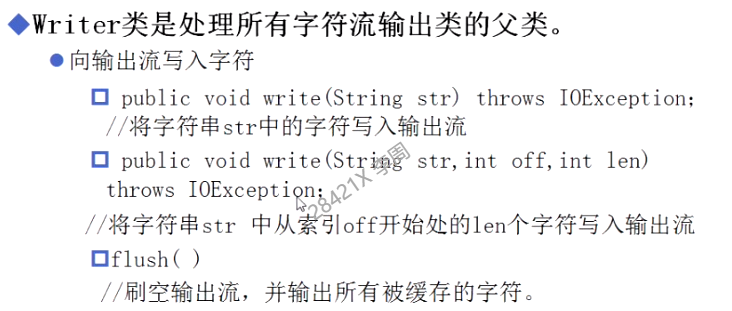 Writer类是处理所有字符流输出类的父类。
向输出流写入字符
public void write(String str) throws IOException;
//将字符串str中的字符写入输出流
public void write(String str,int off,int len)
throws IOException;
//将字符串str 中从索引off开始处的len个字符写入输出流
flush( )
//刷空输出流，并输出所有被缓存的字符。
28421X 李周